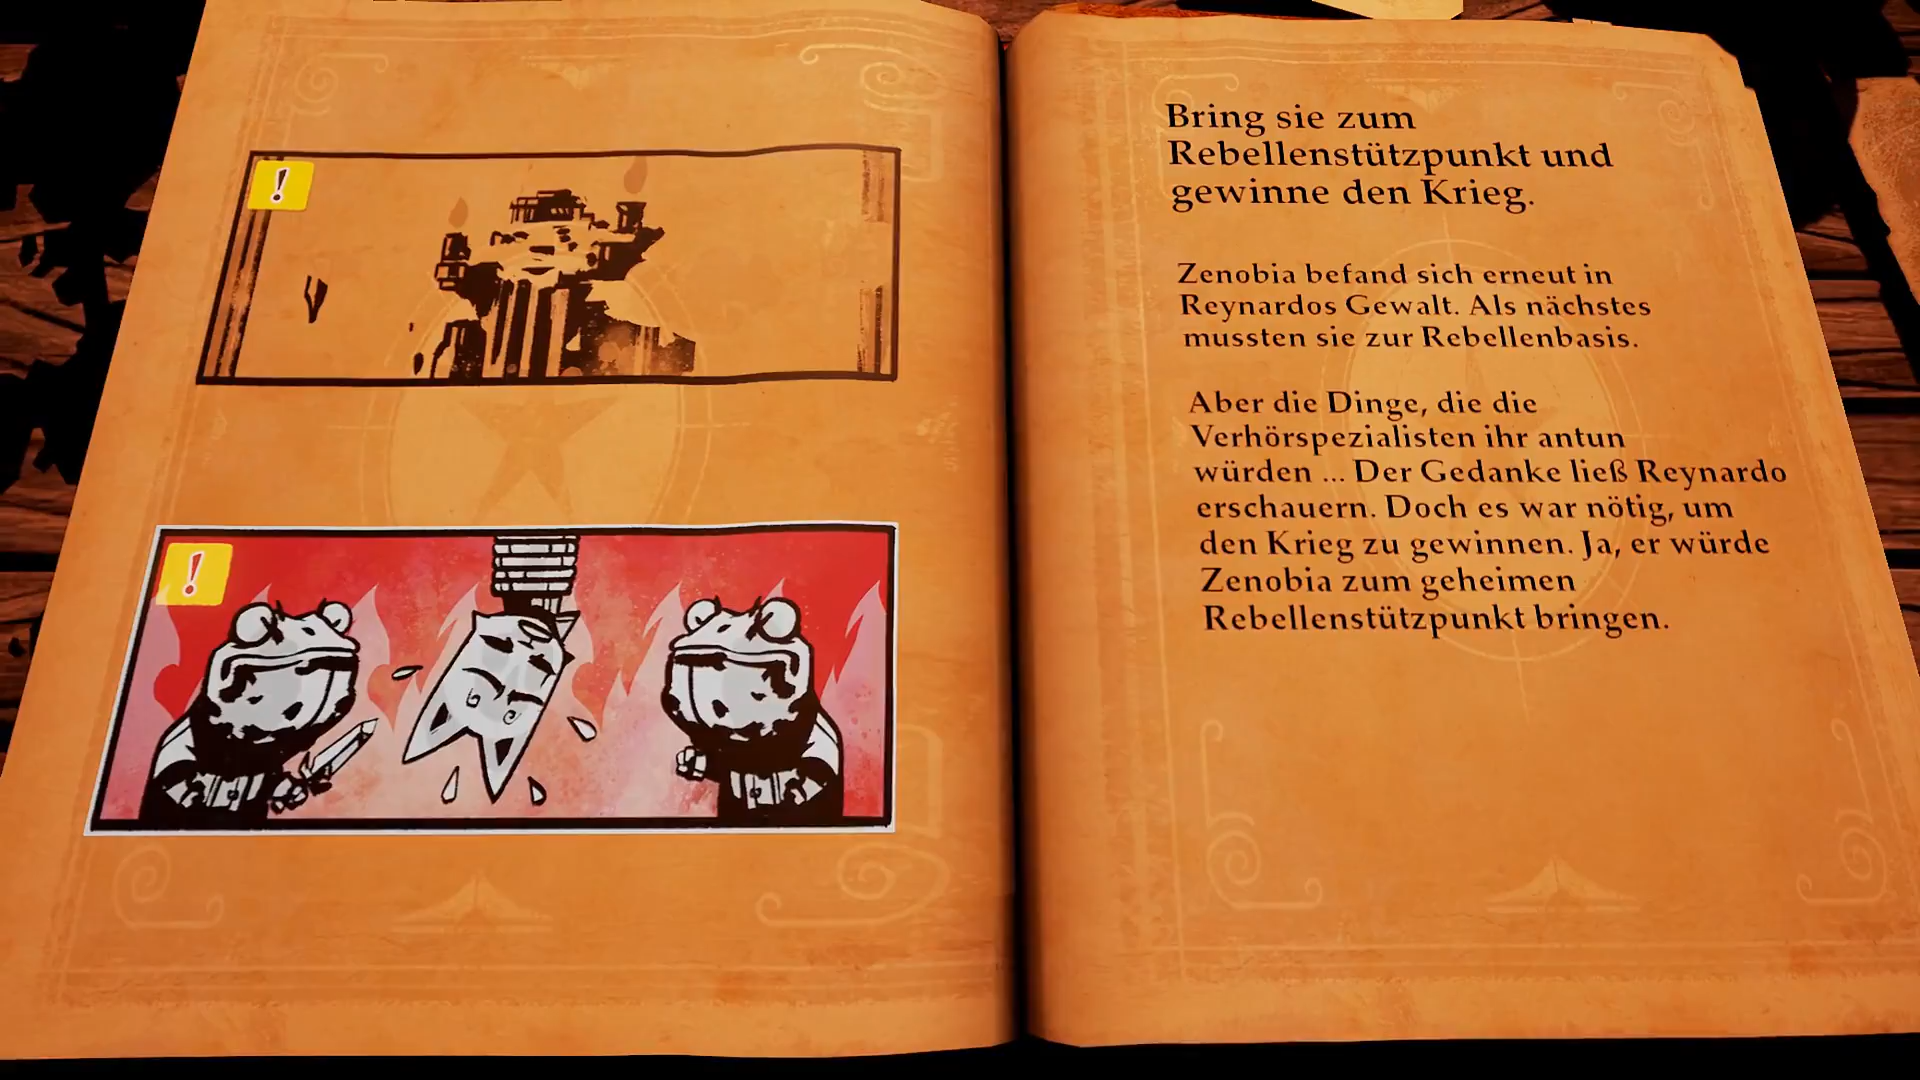 !
!
Bring sie zum
Rebellenstützpunkt und
gewinne den Krieg.
Zenobia befand sich erneut in
Reynardos Gewalt. Als nächstes
mussten sie zur Rebellenbasis.
Aber die Dinge, die die
Verhörspezialisten ihr antun
würden ... Der Gedanke ließ Reynardo
erschauern. Doch es war nötig, um
den Krieg zu gewinnen. Ja, er würde
Zenobia zum geheimen
Rebellenstützpunkt bringen.